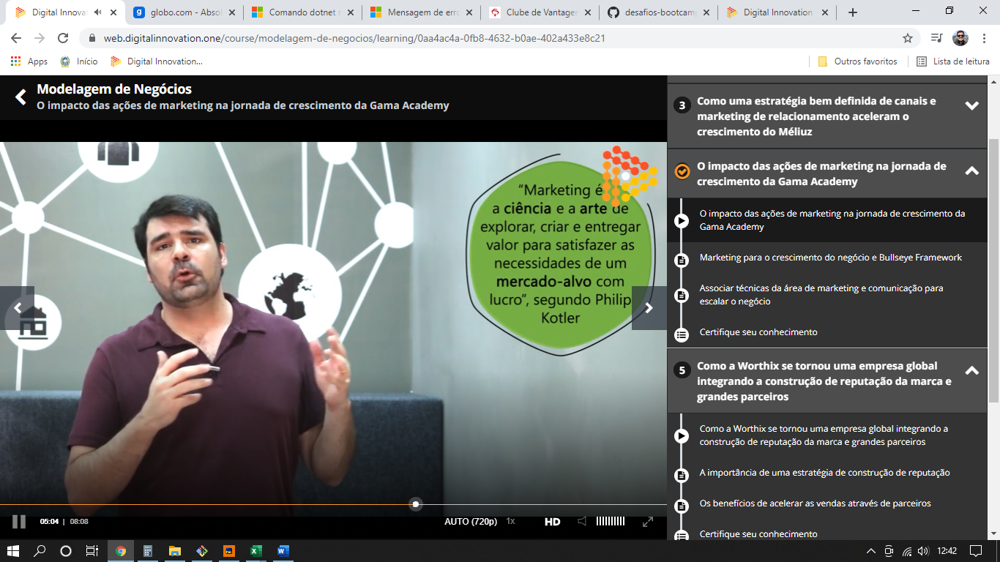 Digital Innovat
globo.com - Absol
Comando dotnet r
Mensagem de erro
Clube de Vantager
desafios-bootcamp
Digital Innovation
web.digitalinnovation.one/course/modelagem-de-negocios/learning/0aa4ac4a-0fb8-4632-b0ae-402a433e8c21
Apps
Início
Digital Innovation...
Outros favoritos
Lista de leitura
Modelagem de Negócios
O impacto das ações de marketing na jornada de crescimento da Gama Academy
“Marketing é
a ciência e a arte de
explorar, criar e entregar
valor para satisfazer as
necessidades de um
mercado-alvo com
lucro”, segundo Philip
Kotler
05:04 | 08:08
AUTO (720p)
1x
HD
3
Como uma estratégia bem definida de canais e
marketing de relacionamento aceleram o
crescimento do Méliuz
O impacto das ações de marketing na jornada de
crescimento da Gama Academy
O impacto das ações de marketing na jornada de crescimento da
Gama Academy
Marketing para o crescimento do negócio e Bullseye Framework
Associar técnicas da área de marketing e comunicação para
escalar o negócio
Certifique seu conhecimento
5
Como a Worthix se tornou uma empresa global
integrando a construção de reputação da marca e
grandes parceiros
Como a Worthix se tornou uma empresa global integrando a
construção de reputação da marca e grandes parceiros
A importância de uma estratégia de construção de reputação
Os benefícios de acelerar as vendas através de parceiros
Certifique seu conhecimento
12:42